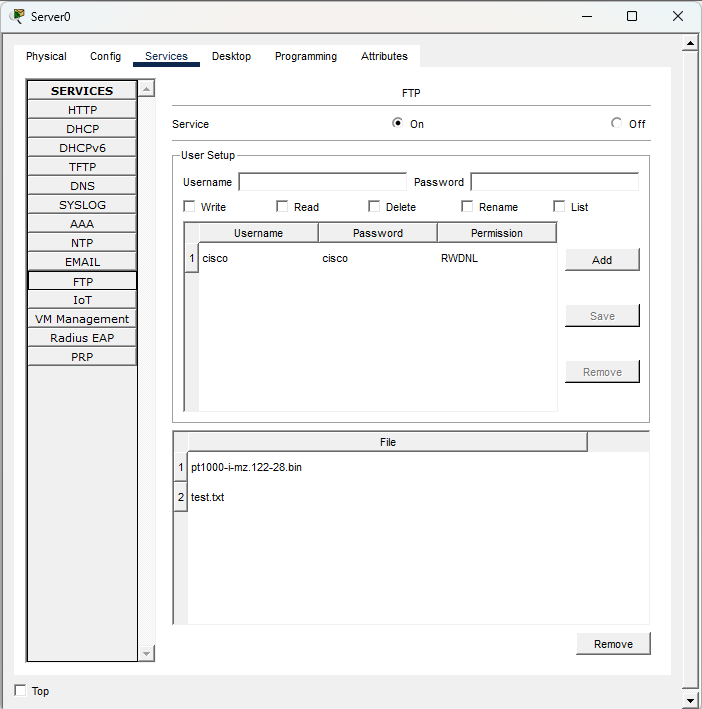 Server0
Physical Config Services Desktop Programming Attributes
SERVICES
HTTP
DHCP
DHCPv6
TFTP
DNS
SYSLOG
AAA
NTP
EMAIL
FTP
IoT
VM Management
Radius EAP
PRP
FTP
Service On Off
User Setup
Username Password
Write Read Delete Rename List
Username Password Permission
1 cisco cisco RWDNL
Add
Save
Remove
File
1 pt1000-i-mz.122-28.bin
2 test.txt
Remove
Top